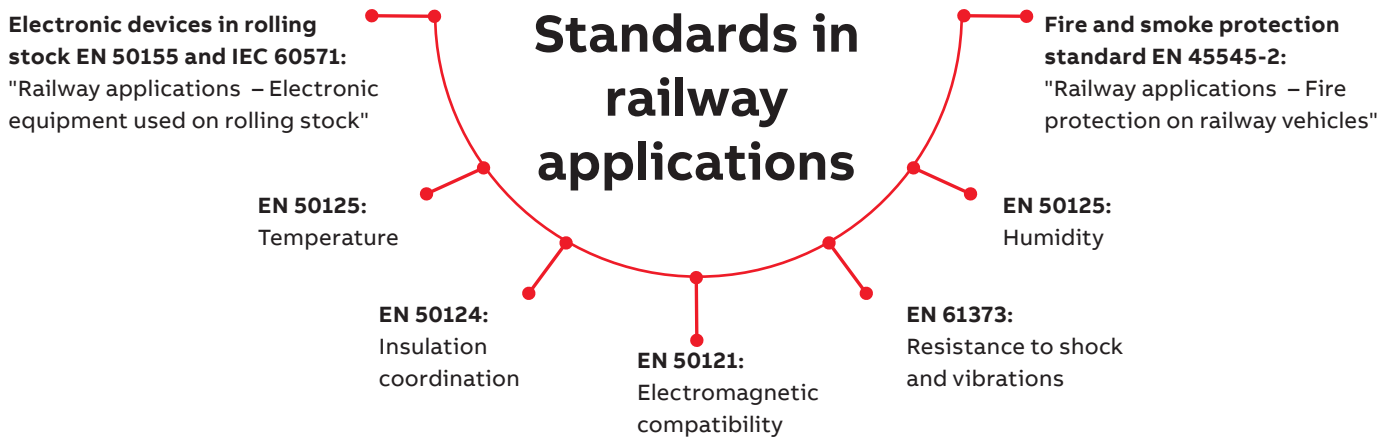 Standards in
railway
applications
Electronic devices in rolling
stock EN 50155 and IEC 60571:
"Railway applications – Electronic
equipment used on rolling stock"
EN 50125:
Temperature
EN 50124:
Insulation
coordination
EN 50121:
Electromagnetic
compatibility
EN 61373:
Resistance to shock
and vibrations
EN 50125:
Humidity
Fire and smoke protection
standard EN 45545-2:
"Railway applications – Fire
protection on railway vehicles"